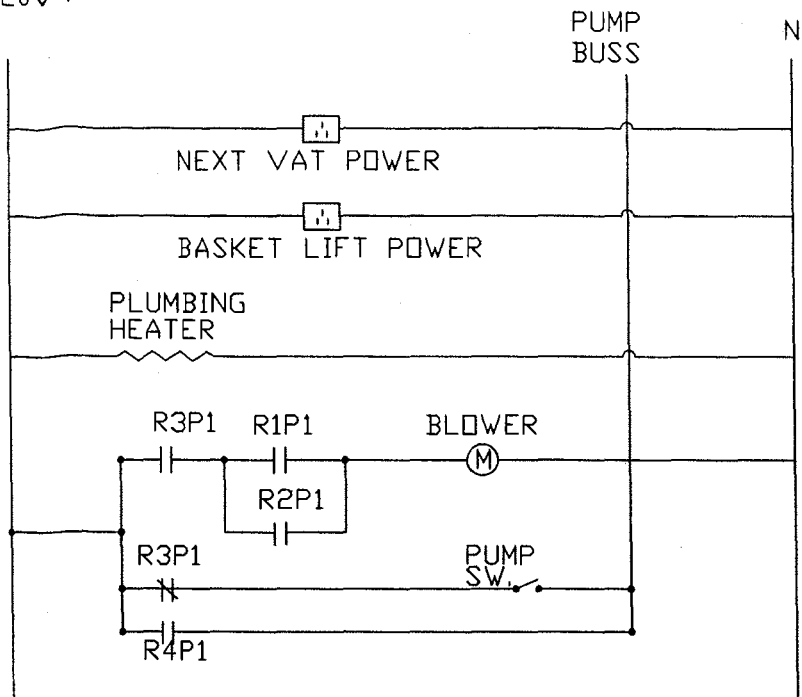 PUMP
BUSS
N
NEXT VAT POWER
BASKET LIFT POWER
PLUMBING
HEATER
R3P1
R1P1
BLOWER
M
R2P1
R3P1
PUMP
SW.
R4P1